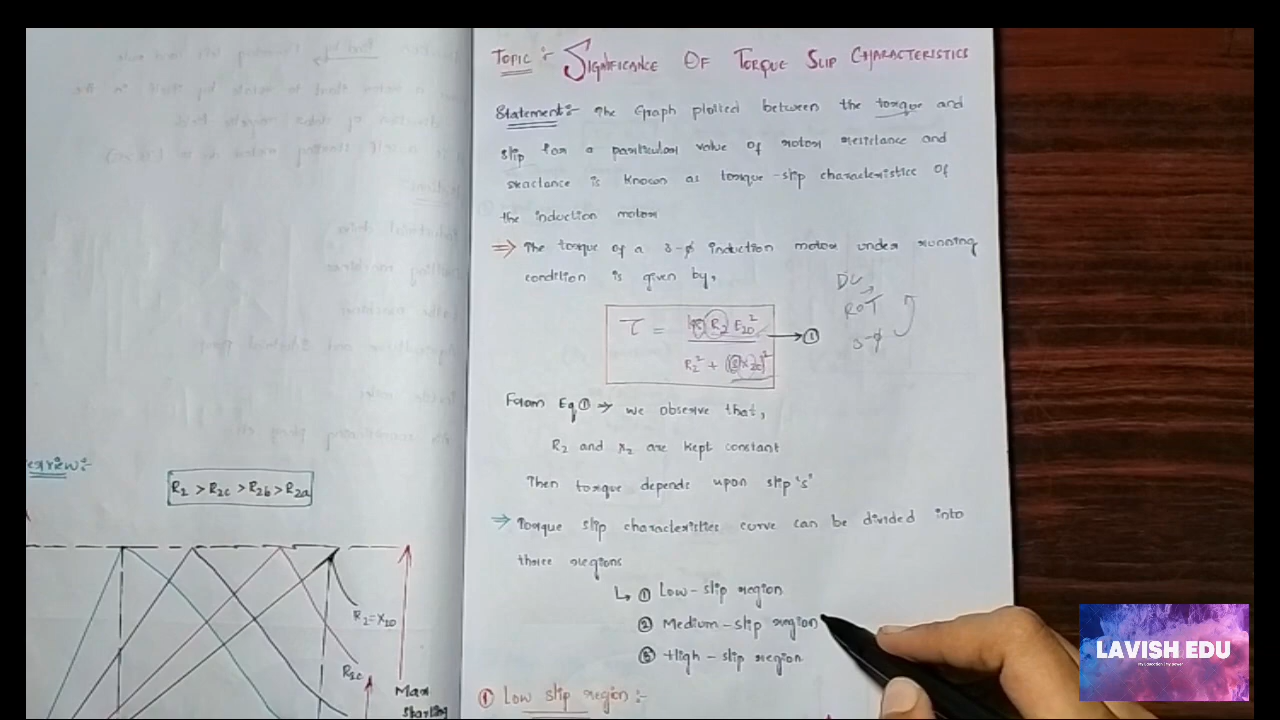 Topic :- Significance Of Torque Slip Characteristics
Statement:- The Graph plotted between the torque and
slip for a particular value of rotor resistance and
reactance is known as torque-slip characteristics of
the induction motor
⇒ The torque of a 3-φ induction motor under running
condition is given by,
R2 E20²
τ =
→ ①
R2² +
DC
ROT
3-φ
From Eq ① → we observe that,
R2 and x2 are kept constant
Then torque depends upon slip 's'
⇒ Torque slip characteristics curve can be divided into
three regions
↳ ① Low-slip region
② Medium-slip region
③ High-slip region
① Low slip region :-
R2 > R2c > R2b > R2a
R2=X20
R2c
Max
starting
LAVISH EDU
My Education | My power